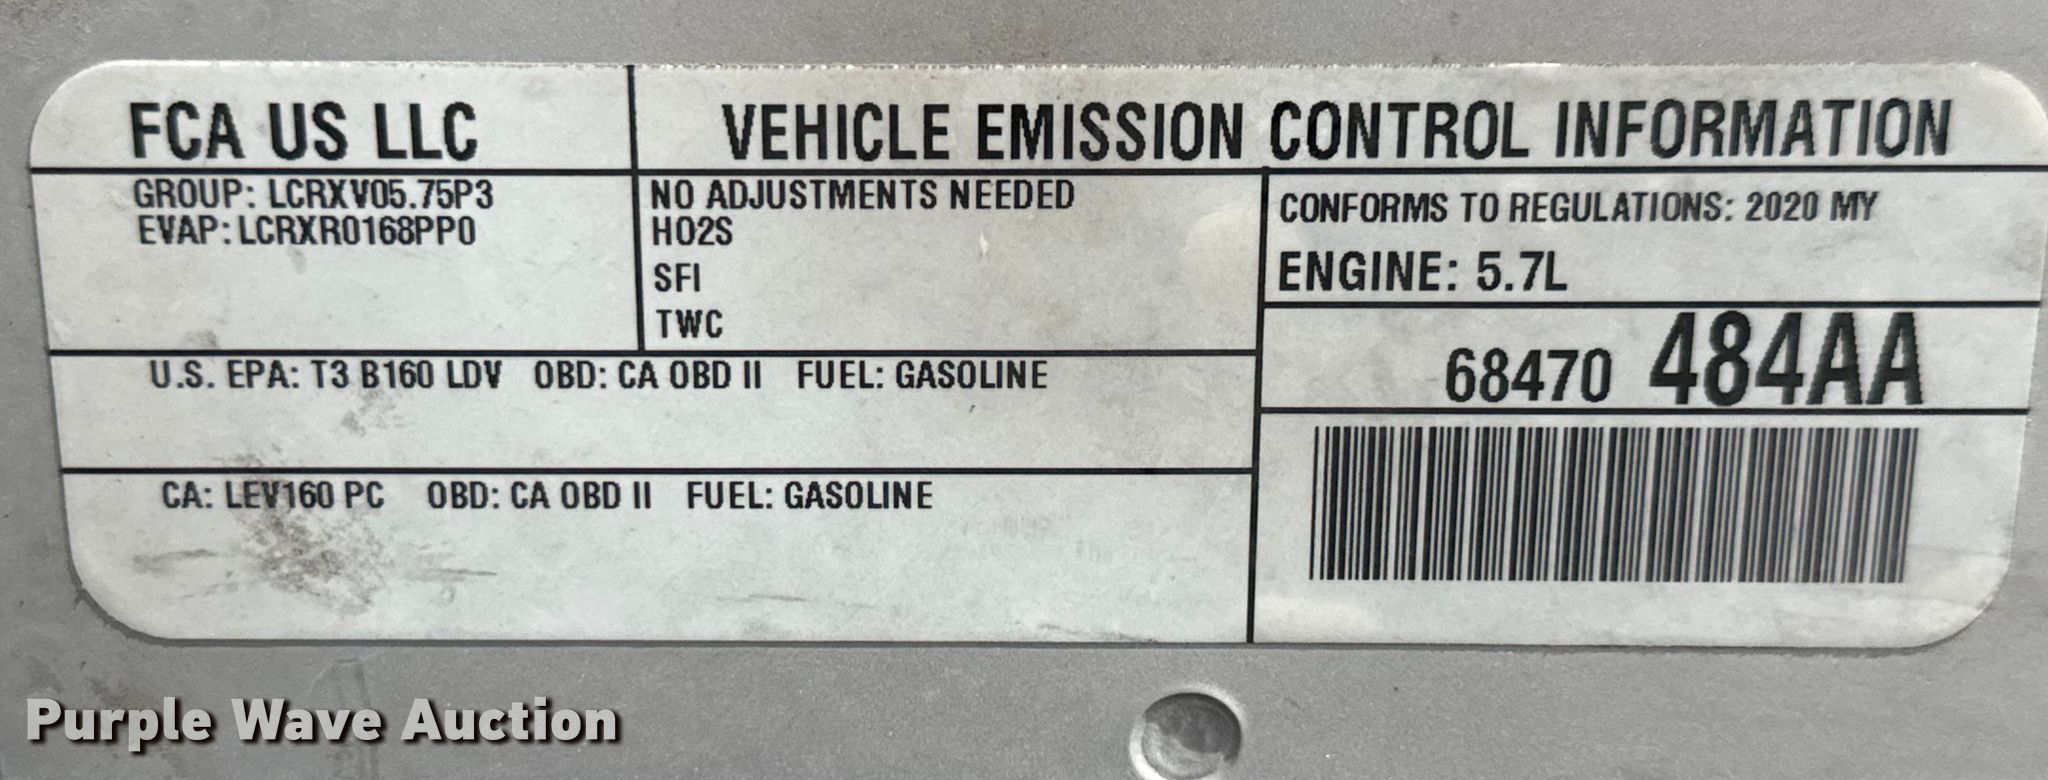 FCA US LLC
VEHICLE EMISSION CONTROL INFORMATION
GROUP: LCRXV05.75P3
EVAP: LCRXR0168PP0
NO ADJUSTMENTS NEEDED
HO2S
SFI
TWC
CONFORMS TO REGULATIONS: 2020 MY
ENGINE: 5.7L
68470 484AA
U.S. EPA: T3 B160 LDV OBD: CA OBD II FUEL: GASOLINE
CA: LEV160 PC OBD: CA OBD II FUEL: GASOLINE
Purple Wave Auction